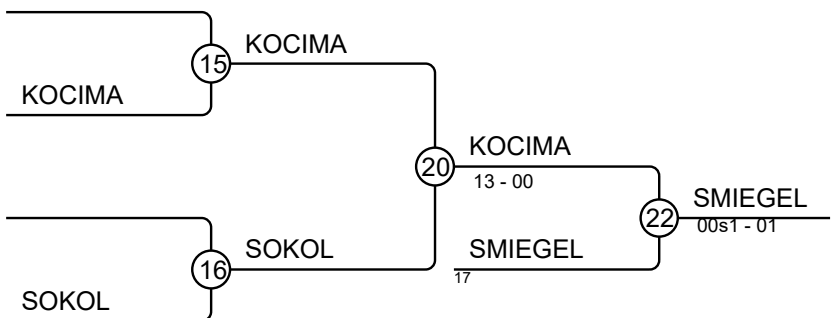 KOCIMA
15
KOCIMA
KOCIMA
20
13 - 00
SMIEGEL
22
00s1 - 01
SOKOL
SMIEGEL
16
17
SOKOL